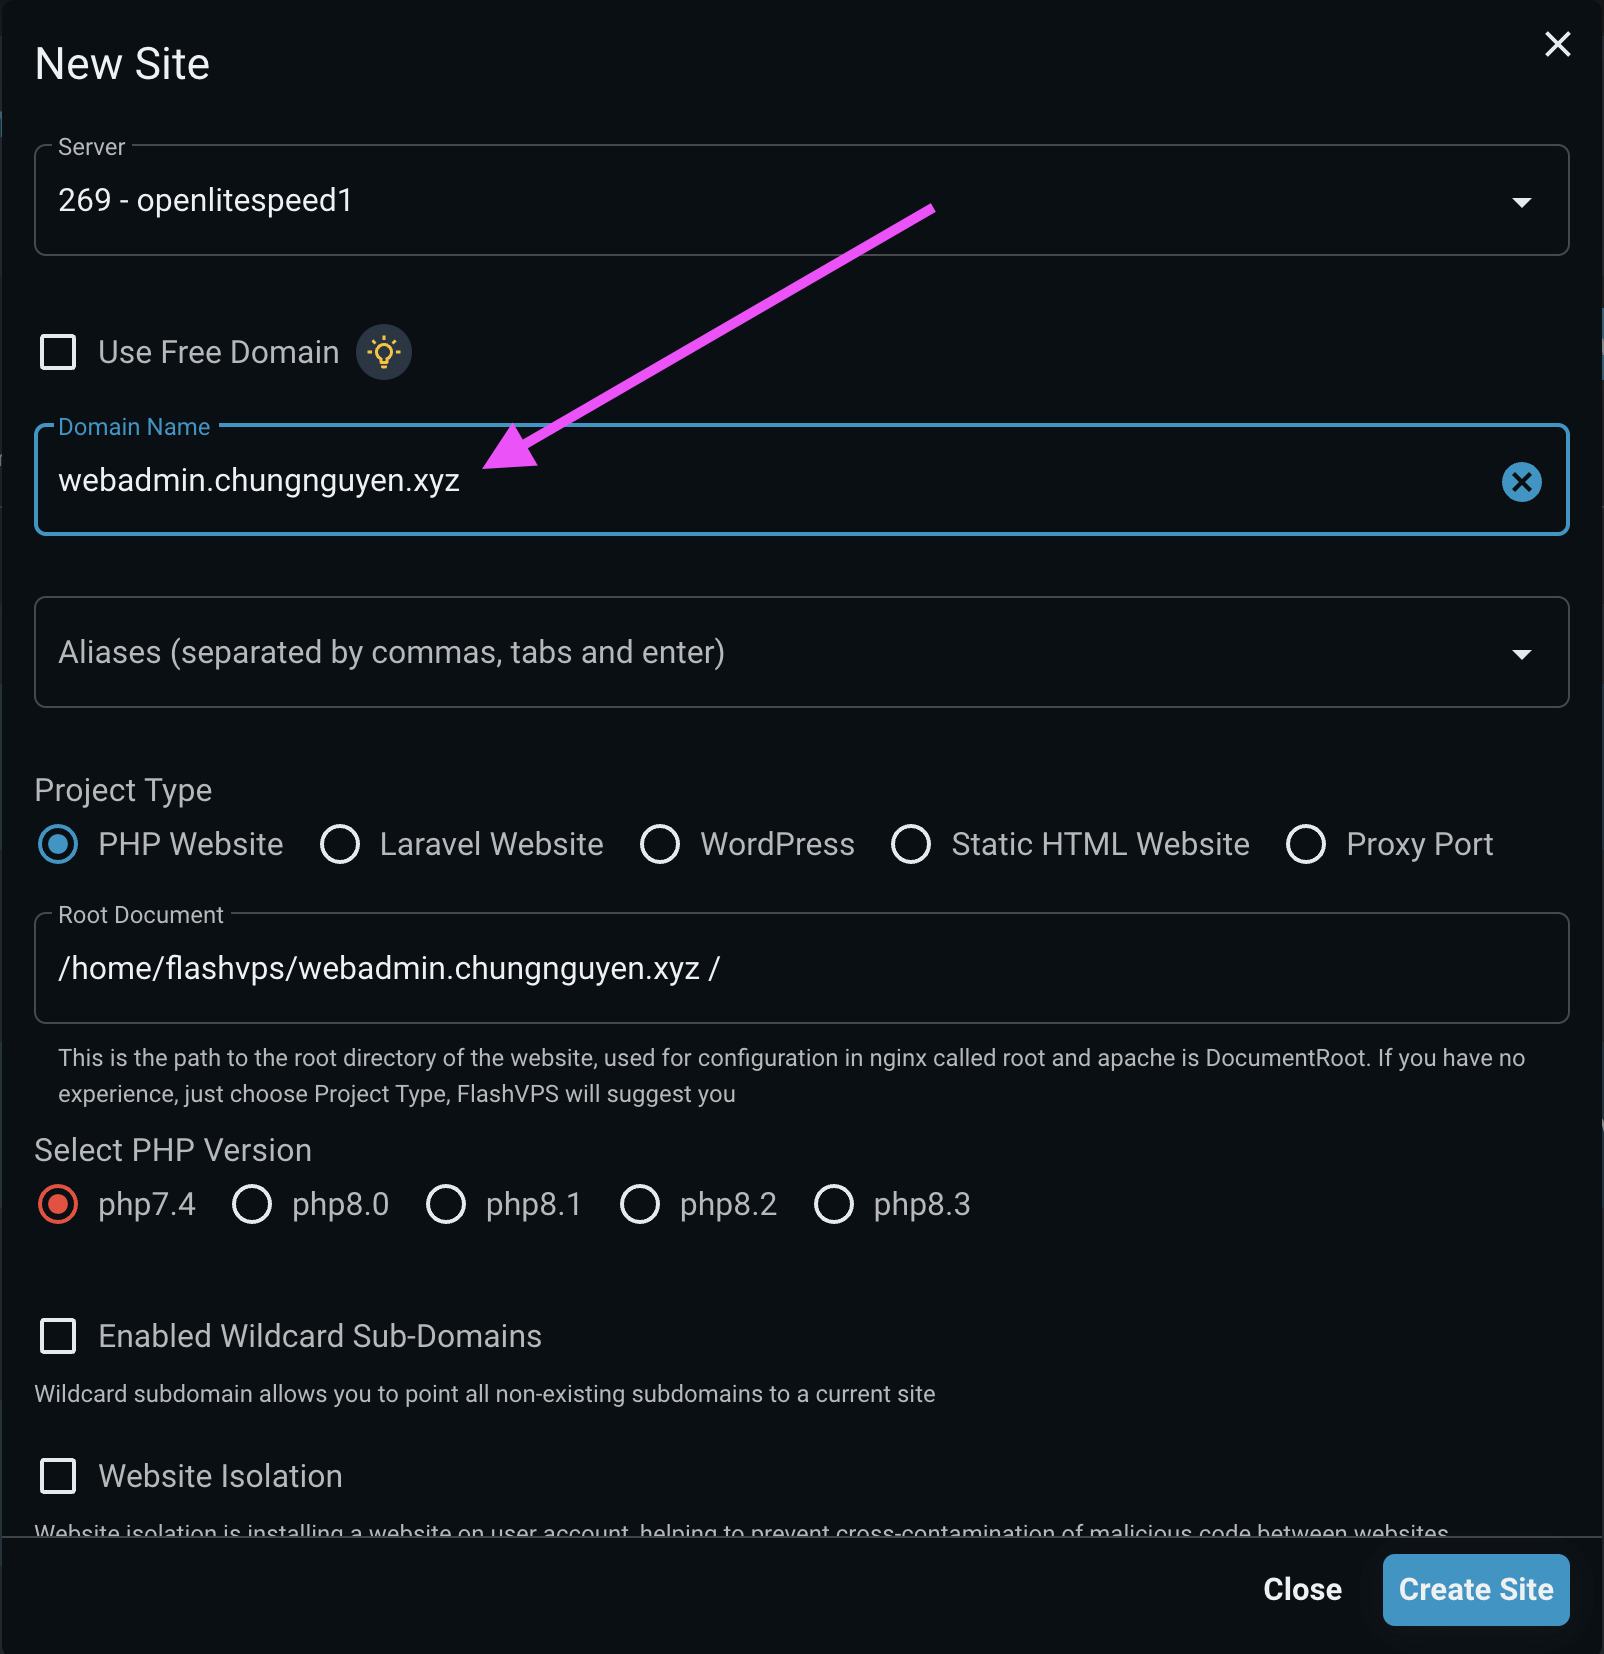 New Site
Server
269 - openlitespeed1
Use Free Domain
Domain Name
webadmin.chungnguyen.xyz
Aliases (separated by commas, tabs and enter)
Project Type
PHP Website Laravel Website WordPress Static HTML Website Proxy Port
Root Document
/home/flashvps/webadmin.chungnguyen.xyz /
This is the path to the root directory of the website, used for configuration in nginx called root and apache is DocumentRoot. If you have no
experience, just choose Project Type, FlashVPS will suggest you
Select PHP Version
php7.4 php8.0 php8.1 php8.2 php8.3
Enabled Wildcard Sub-Domains
Wildcard subdomain allows you to point all non-existing subdomains to a current site
Website Isolation
Website isolation is installing a website on user account, helping to prevent cross-contamination of malicious code between websites
Close Create Site